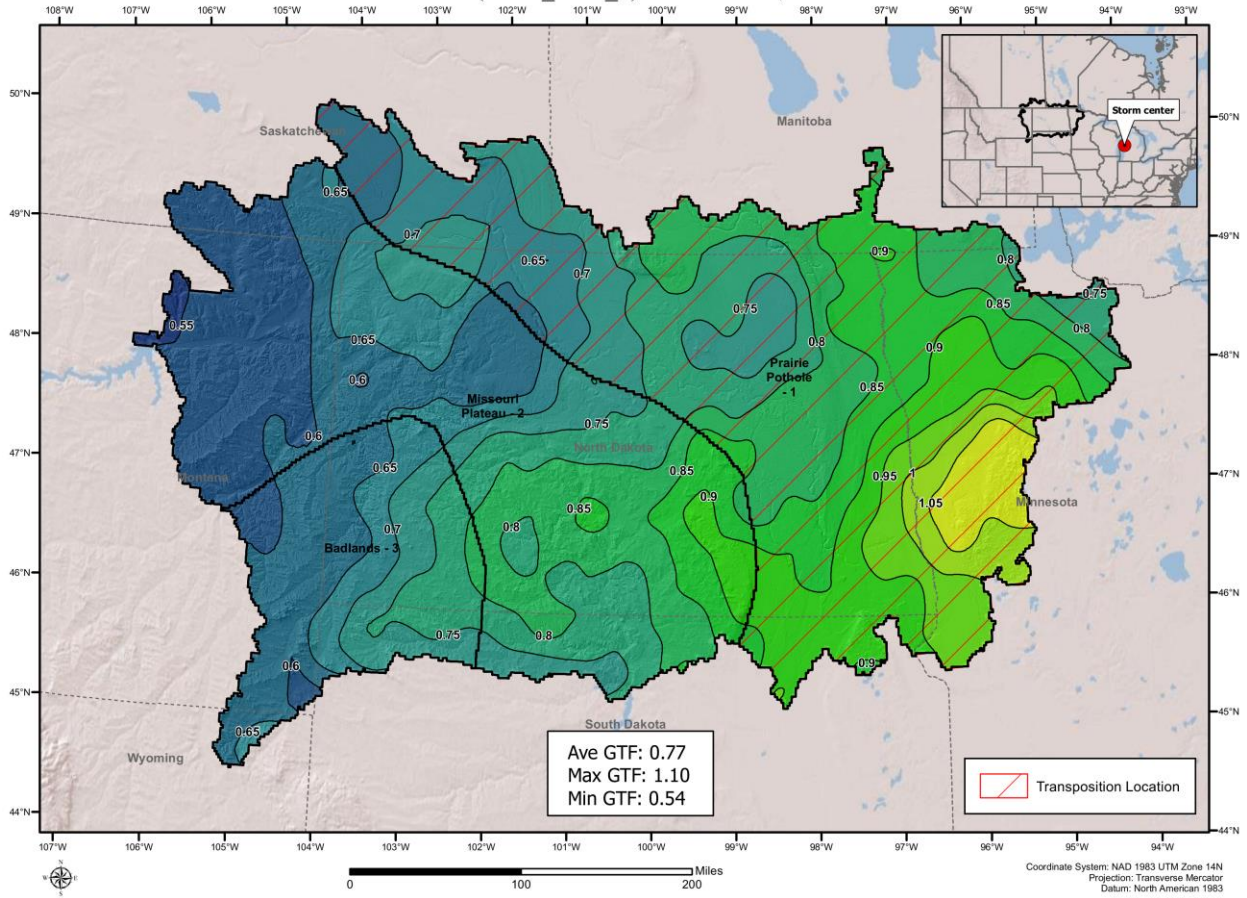 108°W 107°W 106°W 105°W 104°W 103°W 102°W 101°W 100°W 99°W 98°W 97°W 96°W 95°W 94°W 93°W
50°N
50°N
49°N
49°N
48°N
48°N
47°N
47°N
46°N
46°N
45°N
45°N
44°N
44°N
Saskatchewan
Manitoba
Storm center
0.65
0.7
0.65
0.7
0.9
0.8
0.75
0.85
0.8
0.55
0.75
0.65
0.8
0.9
0.6
Prairie
Pothole
- 1
0.85
Missouri
Plateau - 2
0.75
0.6
North Dakota
0.65
0.85
0.95
1
Montana
0.9
1.05
Minnesota
0.85
0.7
0.8
Badlands - 3
0.75
0.8
0.9
0.6
South Dakota
0.65
Wyoming
Ave GTF: 0.77
Max GTF: 1.10
Min GTF: 0.54
Transposition Location
107°W 106°W 105°W 104°W 103°W 102°W 101°W 100°W 99°W 98°W 97°W 96°W 95°W 94°W
N
W E
S
Miles
0 100 200
Coordinate System: NAD 1983 UTM Zone 14N
Projection: Transverse Mercator
Datum: North American 1983